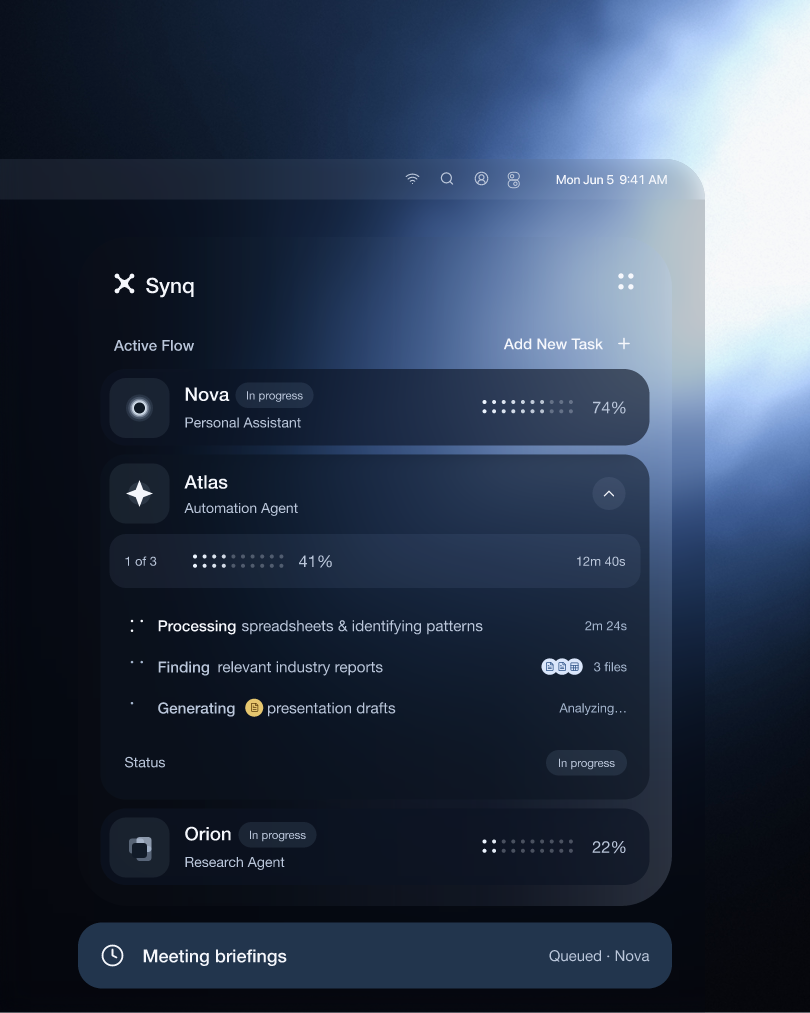 Mon Jun 5 9:41 AM
Synq
Active Flow
Add New Task +
Nova In progress
Personal Assistant
74%
Atlas
Automation Agent
1 of 3
41%
12m 40s
Processing spreadsheets & identifying patterns
2m 24s
Finding relevant industry reports
3 files
Generating presentation drafts
Analyzing...
Status
In progress
Orion In progress
Research Agent
22%
Meeting briefings
Queued · Nova